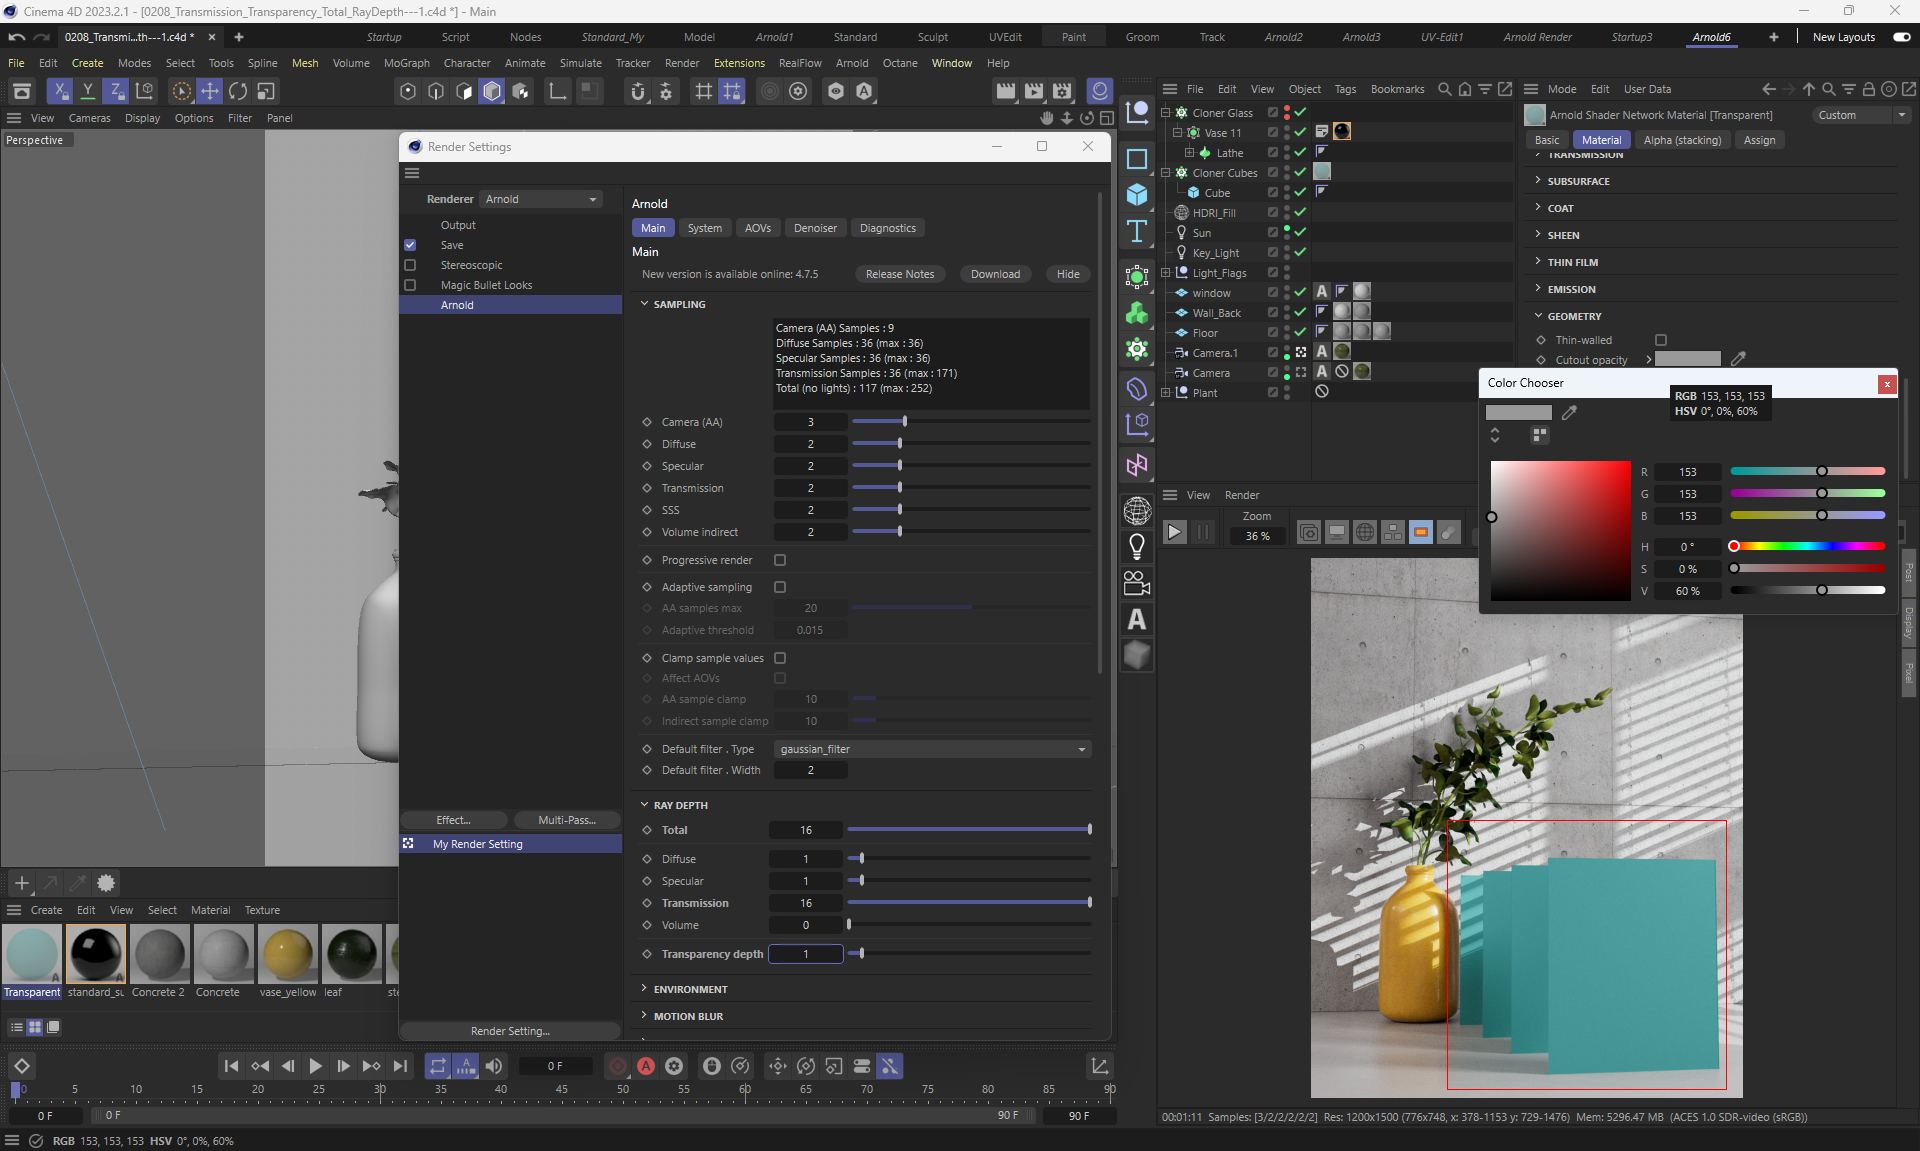 Cinema 4D 2023.2.1 - [0208_Transmission_Transparency_Total_RayDepth---1.c4d *] - Main
0208_Transmi...th---1.c4d *
Startup
Script
Nodes
Standard_My
Model
Arnold1
Standard
Sculpt
UVEdit
Paint
Groom
Track
Arnold2
Arnold3
UV-Edit1
Arnold Render
Startup3
Arnold6
New Layouts
File Edit Create Modes Select Tools Spline Mesh Volume MoGraph Character Animate Simulate Tracker Render Extensions RealFlow Arnold Octane Window Help
View Cameras Display Options Filter Panel
Perspective
Render Settings
Renderer Arnold
Output
Save
Stereoscopic
Magic Bullet Looks
Arnold
Effect...
Multi-Pass...
My Render Setting
Render Setting...
Arnold
Main System AOVs Denoiser Diagnostics
Main
New version is available online: 4.7.5
Release Notes
Download
Hide
SAMPLING
Camera (AA) Samples : 9
Diffuse Samples : 36 (max : 36)
Specular Samples : 36 (max : 36)
Transmission Samples : 36 (max : 171)
Total (no lights) : 117 (max : 252)
Camera (AA) 3
Diffuse 2
Specular 2
Transmission 2
SSS 2
Volume indirect 2
Progressive render
Adaptive sampling
AA samples max 20
Adaptive threshold 0.015
Clamp sample values
Affect AOVs
AA sample clamp 10
Indirect sample clamp 10
Default filter . Type gaussian_filter
Default filter . Width 2
RAY DEPTH
Total 16
Diffuse 1
Specular 1
Transmission 16
Volume 0
Transparency depth 1
ENVIRONMENT
MOTION BLUR
File Edit View Object Tags Bookmarks
Cloner Glass
Vase 11
Lathe
Cloner Cubes
Cube
HDRI_Fill
Sun
Key_Light
Light_Flags
window
Wall_Back
Floor
Camera.1
Camera
Plant
Mode Edit User Data
Arnold Shader Network Material [Transparent]
Custom
Basic Material Alpha (stacking) Assign
TRANSMISSION
SUBSURFACE
COAT
SHEEN
THIN FILM
EMISSION
GEOMETRY
Thin-walled
Cutout opacity
Color Chooser
x
RGB 153, 153, 153
HSV 0°, 0%, 60%
R 153
G 153
B 153
H 0 °
S 0 %
V 60 %
View Render
Zoom
36 %
Post
Display
Pixel
00:01:11 Samples: [3/2/2/2/2/2] Res: 1200x1500 (776x748, x: 378-1153 y: 729-1476) Mem: 5296.47 MB (ACES 1.0 SDR-video (sRGB))
Create Edit View Select Material Texture
Transparent
standard_su
Concrete 2
Concrete
vase_yellow
leaf
ste
0 F
0 5 10 15 20 25 30 35 40 45 50 55 60 65 70 75 80 85 90
0 F
0 F
90 F
90 F
RGB 153, 153, 153 HSV 0°, 0%, 60%